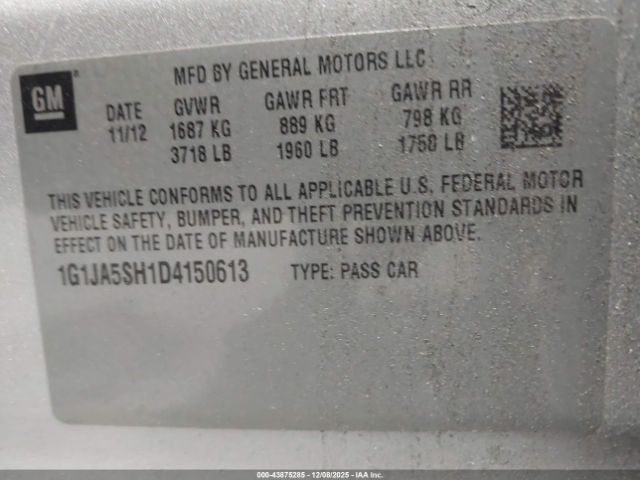 GM
MFD BY GENERAL MOTORS LLC
DATE GVWR GAWR FRT GAWR RR
11/12 1687 KG 889 KG 798 KG
3718 LB 1960 LB 1750 LB
THIS VEHICLE CONFORMS TO ALL APPLICABLE U.S. FEDERAL MOTOR
VEHICLE SAFETY, BUMPER, AND THEFT PREVENTION STANDARDS IN
EFFECT ON THE DATE OF MANUFACTURE SHOWN ABOVE.
1G1JA5SH1D4150613 TYPE: PASS CAR
000-43875285 - 12/08/2025 - IAA Inc.